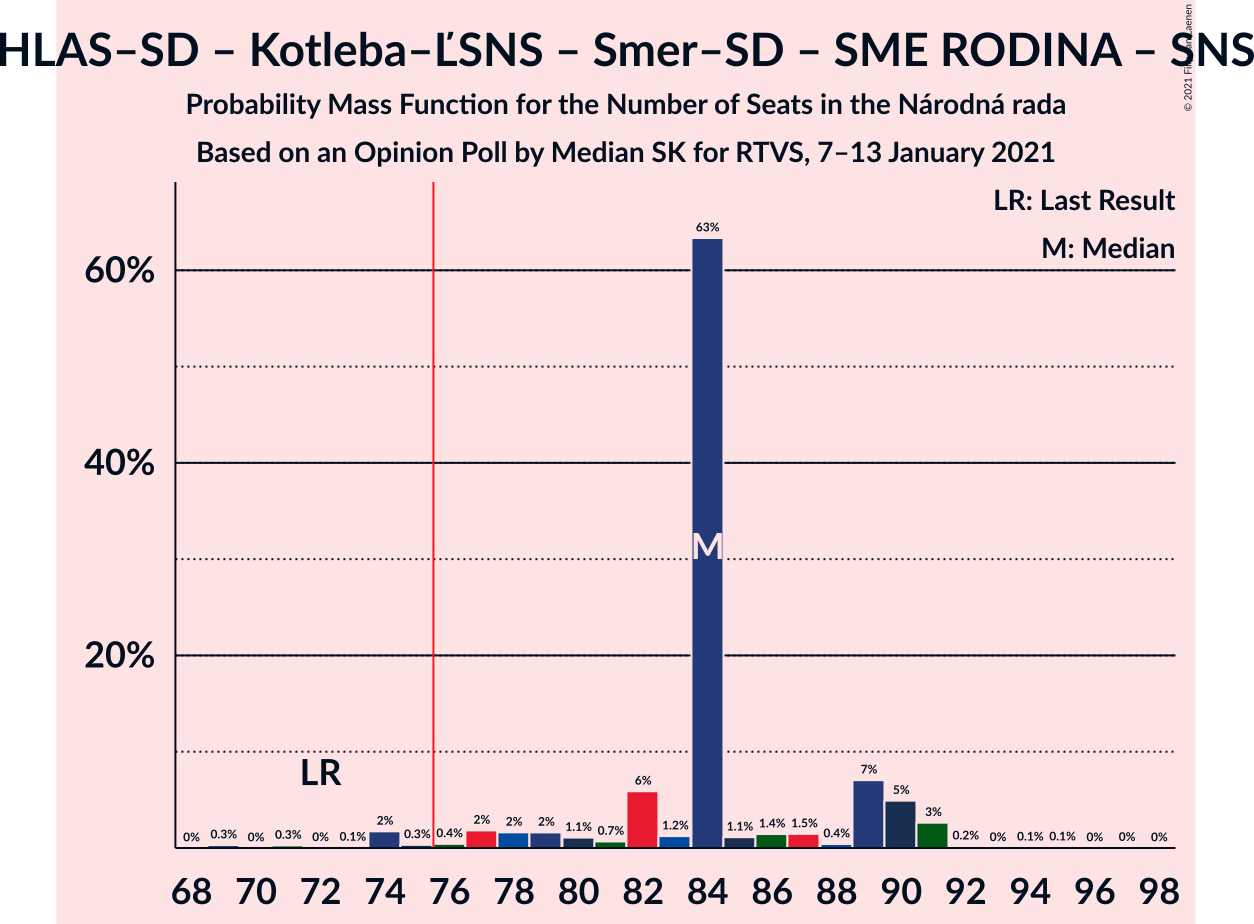 HLAS–SD – Kotleba–ĽSNS – Smer–SD – SME RODINA – SNS
Probability Mass Function for the Number of Seats in the Národná rada
Based on an Opinion Poll by Median SK for RTVS, 7–13 January 2021
© 2021 Filip van Laenen
LR: Last Result
M: Median
63%
60%
40%
M
20%
LR
0% 0.3% 0% 0.3% 0% 0.1% 2% 0.3% 0.4% 2% 2% 2% 1.1% 0.7% 6% 1.2% 1.1% 1.4% 1.5% 0.4% 7% 5% 3% 0.2% 0% 0.1% 0.1% 0% 0% 0%
68 70 72 74 76 78 80 82 84 86 88 90 92 94 96 98